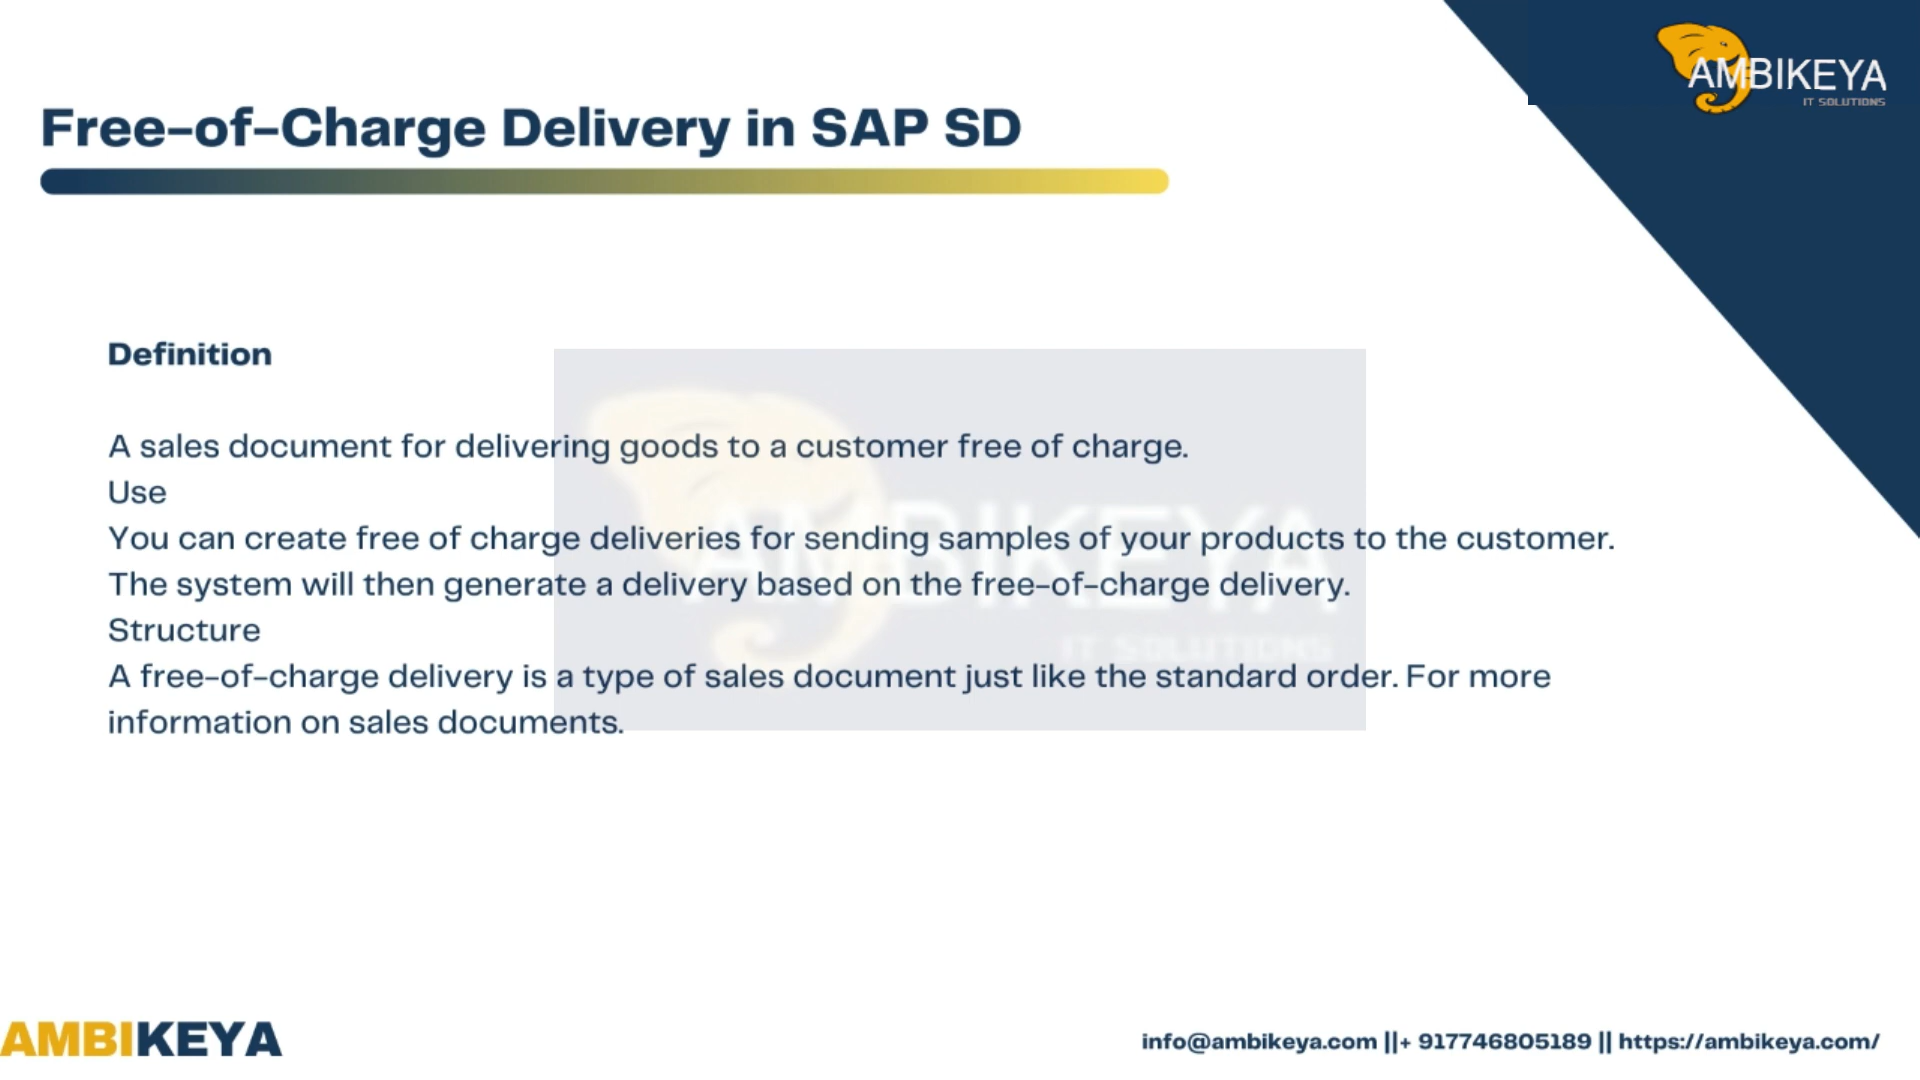 AMBIKEYA
IT SOLUTIONS
Free-of-Charge Delivery in SAP SD
Definition
A sales document for delivering goods to a customer free of charge.
Use
You can create free of charge deliveries for sending samples of your products to the customer.
The system will then generate a delivery based on the free-of-charge delivery.
Structure
A free-of-charge delivery is a type of sales document just like the standard order. For more
information on sales documents.
AMBIKEYA
IT SOLUTIONS
AMBIKEYA
info@ambikeya.com ||+ 917746805189 || https://ambikeya.com/